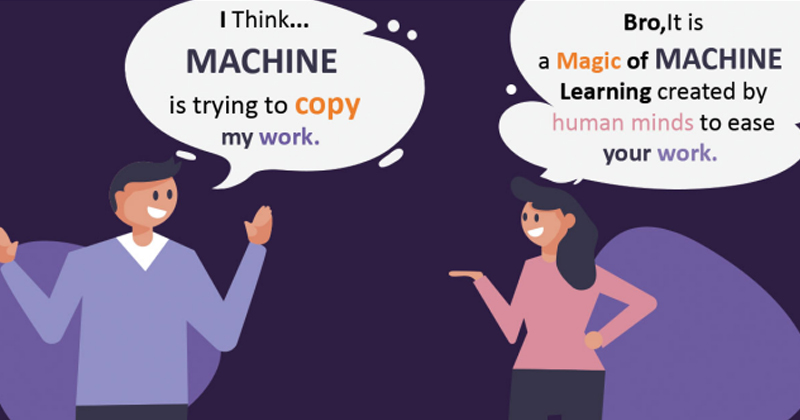 I Think...
MACHINE
is trying to copy
my work.
Bro,It is
a Magic of MACHINE
Learning created by
human minds to ease
your work.